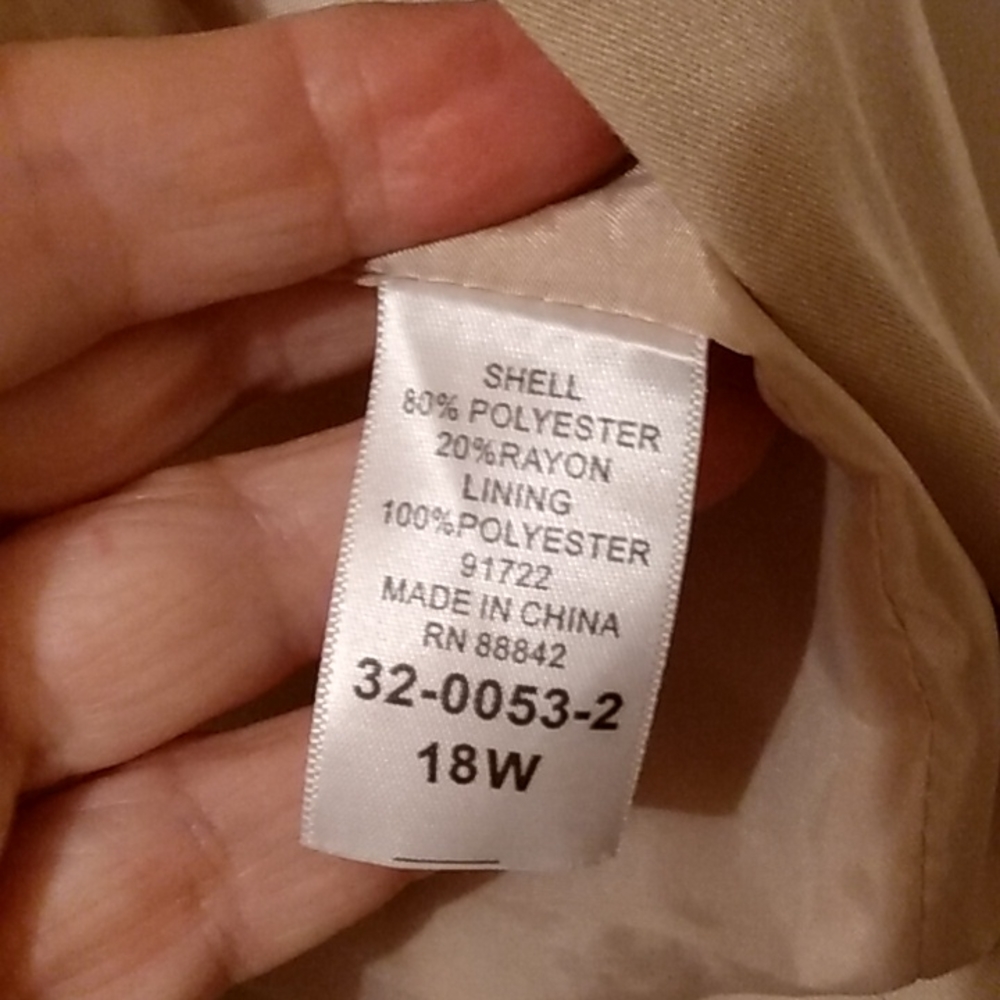 SHELL
80% POLYESTER
20%RAYON
LINING
100%POLYESTER
91722
MADE IN CHINA
RN 88842
32-0053-2
18W